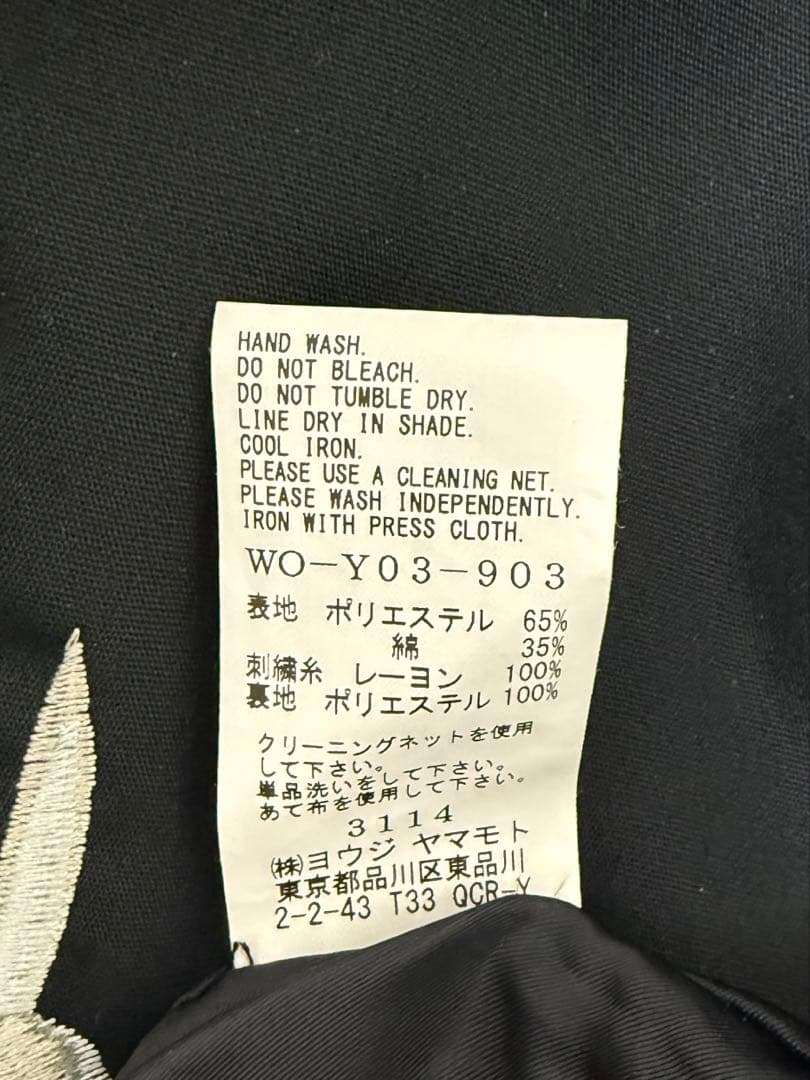 HAND WASH.
DO NOT BLEACH.
DO NOT TUMBLE DRY.
LINE DRY IN SHADE.
COOL IRON.
PLEASE USE A CLEANING NET.
PLEASE WASH INDEPENDENTLY.
IRON WITH PRESS CLOTH.
WO-Y03-903
表地 ポリエステル 65%
綿 35%
刺繍糸 レーヨン 100%
裏地 ポリエステル 100%
クリーニングネットを使用
して下さい。
単品洗いをして下さい。
あて布を使用して下さい。
3114
㈱ヨウジ ヤマモト
東京都品川区東品川
2-2-43 T33 QCR-Y